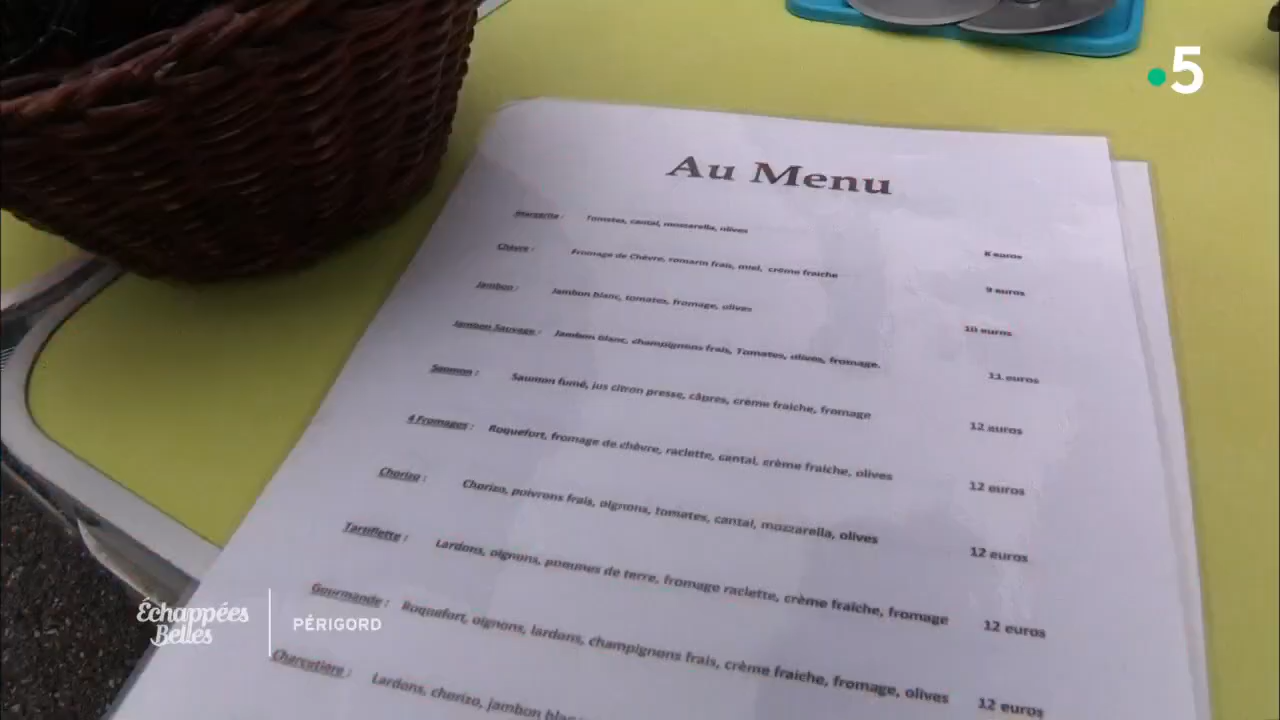 5
Au Menu
Margerita : Tomates, cantal, mozzarella, olives 8 euros
Chèvre : Fromage de Chèvre, romarin frais, miel, crème fraiche 9 euros
Jambon : Jambon blanc, tomates, fromage, olives 10 euros
Jambon Sauvage : Jambon blanc, champignons frais, Tomates, olives, fromage. 11 euros
Saumon : Saumon fumé, jus citron presse, câpres, crème fraiche, fromage 12 euros
4 Fromages : Roquefort, fromage de chèvre, raclette, cantal, crème fraiche, olives 12 euros
Chorizo : Chorizo, poivrons frais, oignons, tomates, cantal, mozzarella, olives 12 euros
Tartiflette : Lardons, oignons, pommes de terre, fromage raclette, crème fraiche, fromage 12 euros
Gourmande : Roquefort, oignons, lardons, champignons frais, crème fraiche, fromage, olives 12 euros
Charcutière : Lardons, chorizo, jambon
Échappées
Belles
PÉRIGORD